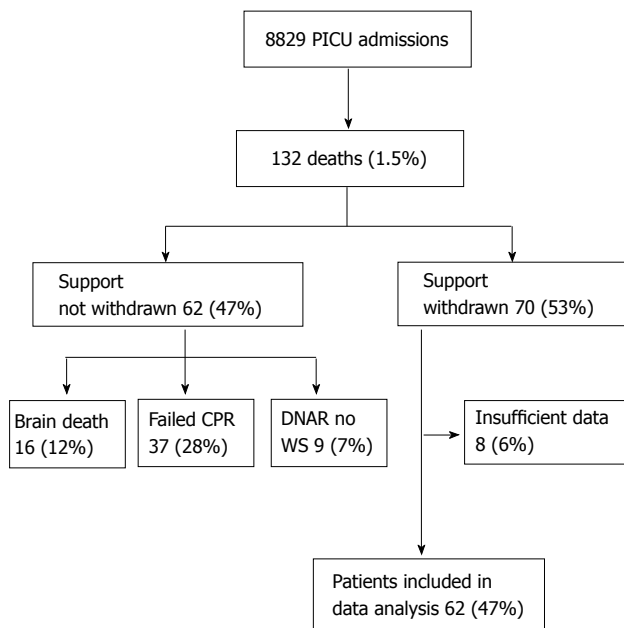 8829 PICU admissions
132 deaths (1.5%)
Support
not withdrawn 62 (47%)
Support
withdrawn 70 (53%)
Brain death
16 (12%)
Failed CPR
37 (28%)
DNAR no
WS 9 (7%)
Insufficient data
8 (6%)
Patients included in
data analysis 62 (47%)